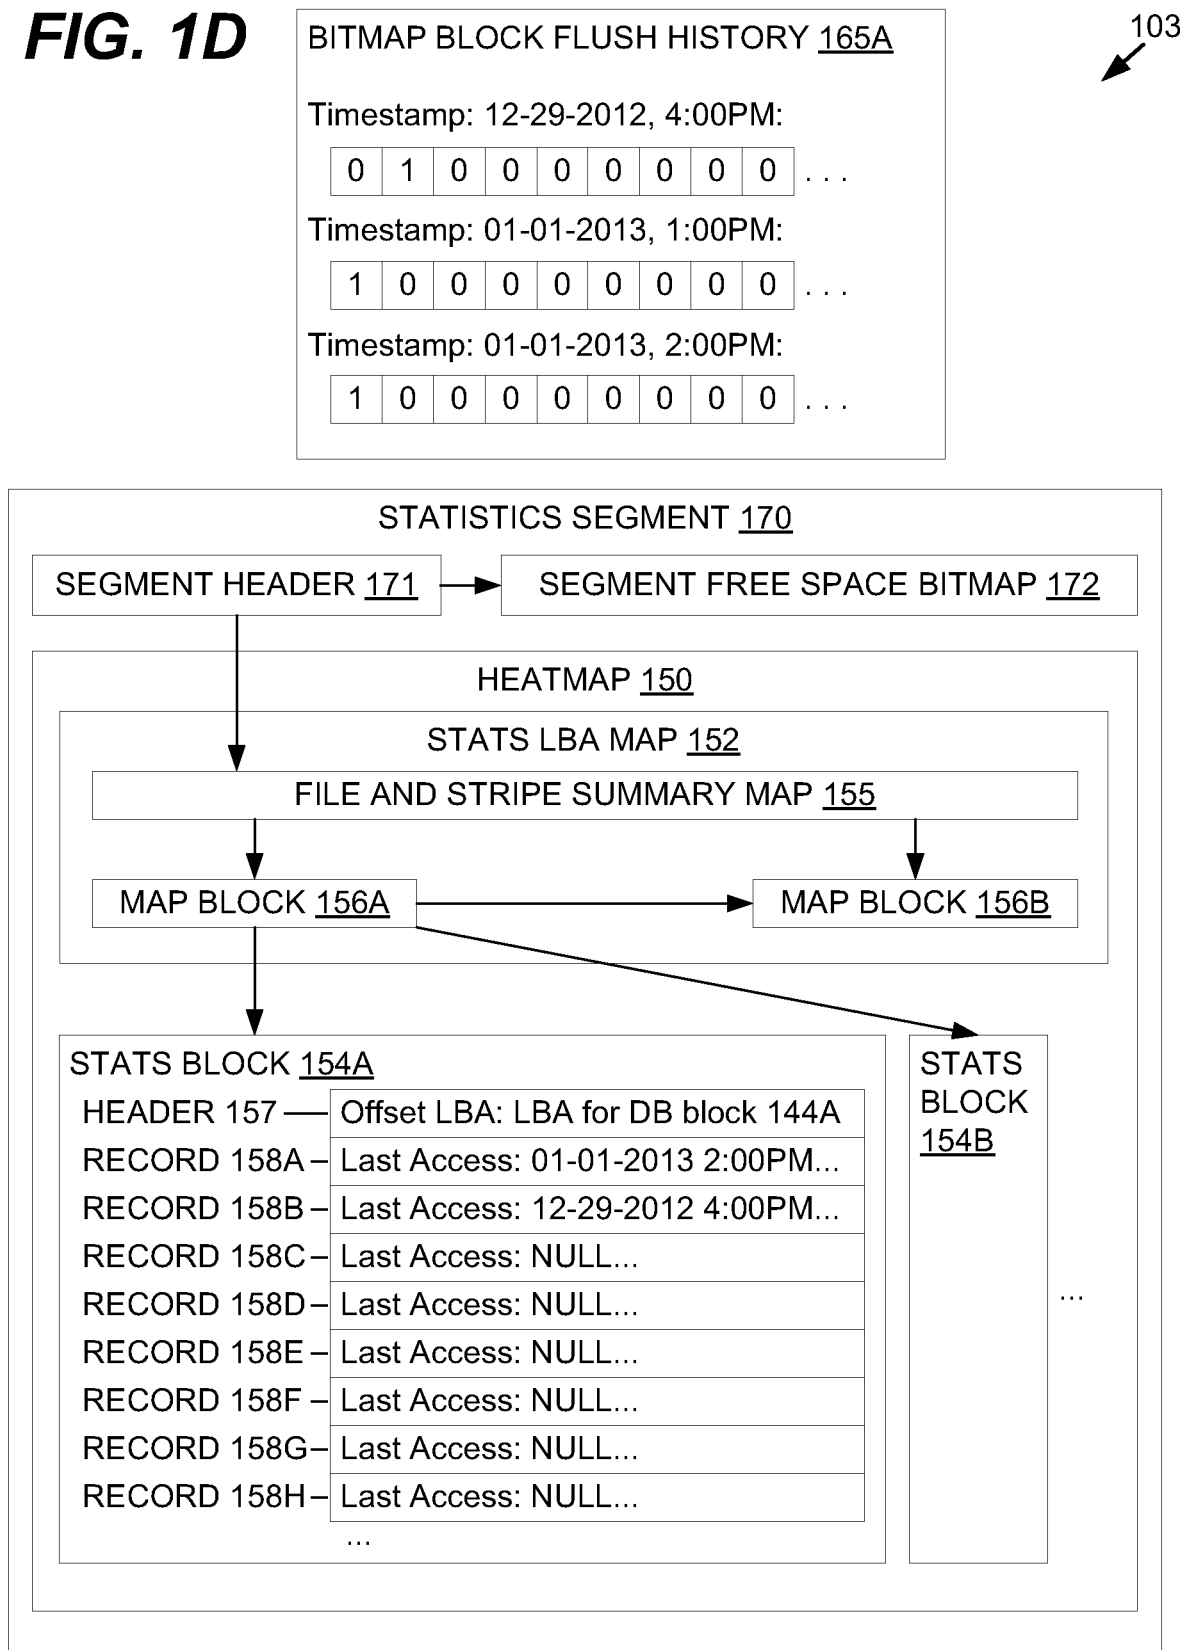 FIG. 1D
BITMAP BLOCK FLUSH HISTORY 165A
103
Timestamp: 12-29-2012, 4:00PM:
0 1 0 0 0 0 0 0 0 . . .
Timestamp: 01-01-2013, 1:00PM:
1 0 0 0 0 0 0 0 0 . . .
Timestamp: 01-01-2013, 2:00PM:
1 0 0 0 0 0 0 0 0 . . .
STATISTICS SEGMENT 170
SEGMENT HEADER 171
SEGMENT FREE SPACE BITMAP 172
HEATMAP 150
STATS LBA MAP 152
FILE AND STRIPE SUMMARY MAP 155
MAP BLOCK 156A
MAP BLOCK 156B
STATS BLOCK 154A
HEADER 157 Offset LBA: LBA for DB block 144A
RECORD 158A Last Access: 01-01-2013 2:00PM...
RECORD 158B Last Access: 12-29-2012 4:00PM...
RECORD 158C Last Access: NULL...
RECORD 158D Last Access: NULL...
RECORD 158E Last Access: NULL...
RECORD 158F Last Access: NULL...
RECORD 158G Last Access: NULL...
RECORD 158H Last Access: NULL...
...
STATS
BLOCK
154B
...